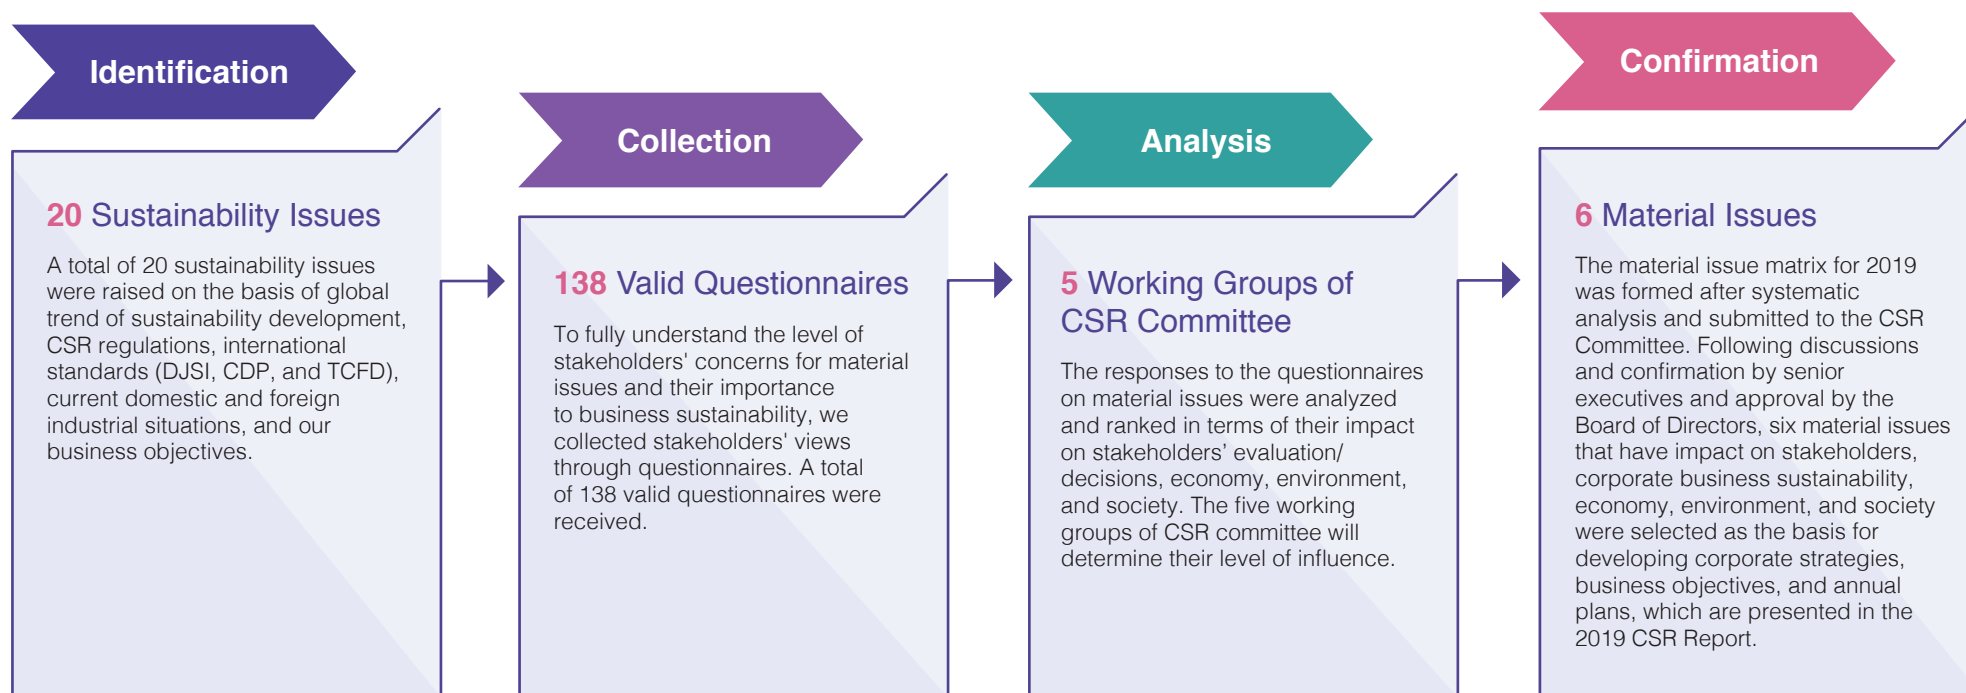 Identification
20 Sustainability Issues
A total of 20 sustainability issues
were raised on the basis of global
trend of sustainability development,
CSR regulations, international
standards (DJSI, CDP, and TCFD),
current domestic and foreign
industrial situations, and our
business objectives.
Collection
138 Valid Questionnaires
To fully understand the level of
stakeholders' concerns for material
issues and their importance
to business sustainability, we
collected stakeholders' views
through questionnaires. A total
of 138 valid questionnaires were
received.
Analysis
5 Working Groups of
CSR Committee
The responses to the questionnaires
on material issues were analyzed
and ranked in terms of their impact
on stakeholders’ evaluation/
decisions, economy, environment,
and society. The five working
groups of CSR committee will
determine their level of influence.
Confirmation
6 Material Issues
The material issue matrix for 2019
was formed after systematic
analysis and submitted to the CSR
Committee. Following discussions
and confirmation by senior
executives and approval by the
Board of Directors, six material issues
that have impact on stakeholders,
corporate business sustainability,
economy, environment, and society
were selected as the basis for
developing corporate strategies,
business objectives, and annual
plans, which are presented in the
2019 CSR Report.